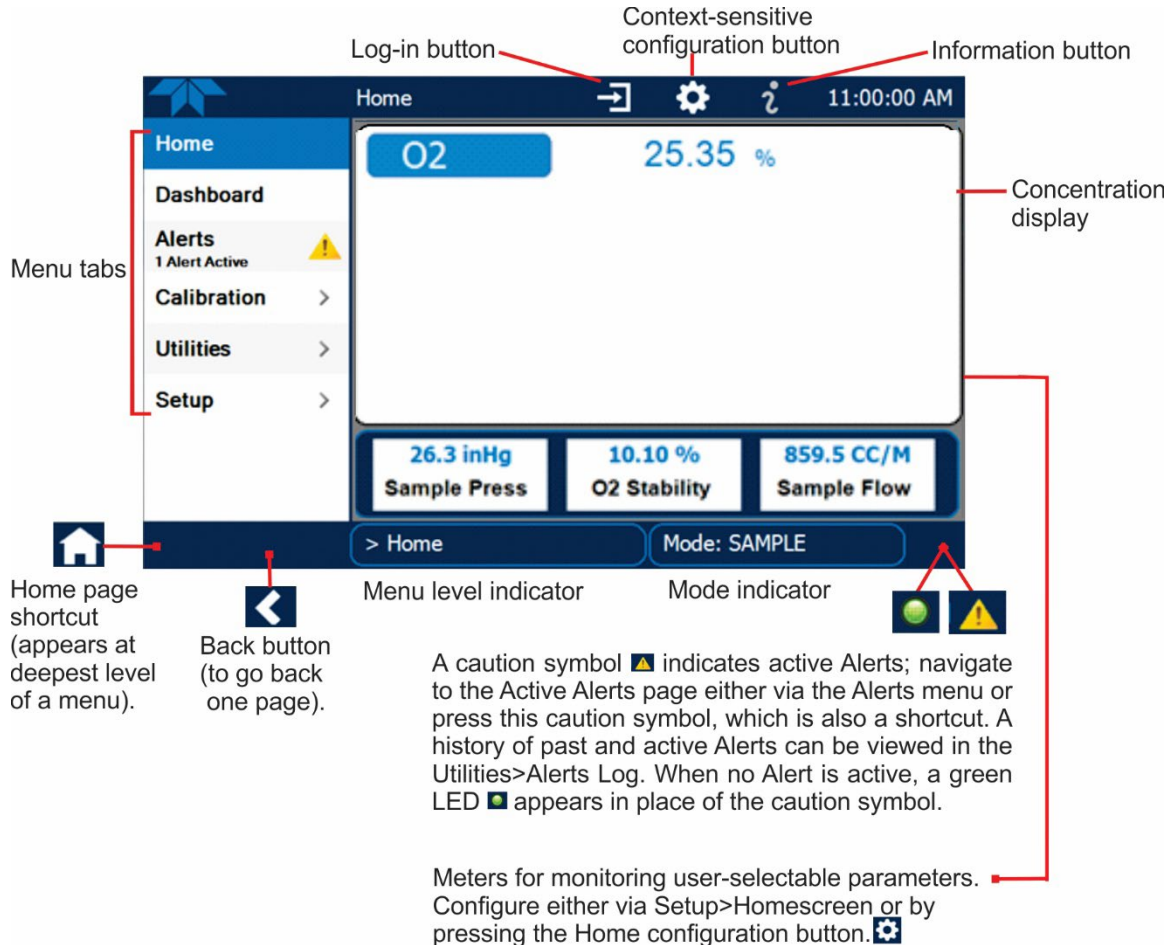 Context-sensitive
configuration button
Log-in button
Information button
Home
11:00:00 AM
Home
Dashboard
Alerts
1 Alert Active
Calibration
Utilities
Setup
Menu tabs
O2
25.35 %
Concentration
display
26.3 inHg
Sample Press
10.10 %
O2 Stability
859.5 CC/M
Sample Flow
> Home
Mode: SAMPLE
Home page
shortcut
(appears at
deepest level
of a menu).
Back button
(to go back
one page).
Menu level indicator
Mode indicator
A caution symbol indicates active Alerts; navigate
to the Active Alerts page either via the Alerts menu or
press this caution symbol, which is also a shortcut. A
history of past and active Alerts can be viewed in the
Utilities>Alerts Log. When no Alert is active, a green
LED appears in place of the caution symbol.
Meters for monitoring user-selectable parameters.
Configure either via Setup>Homescreen or by
pressing the Home configuration button.